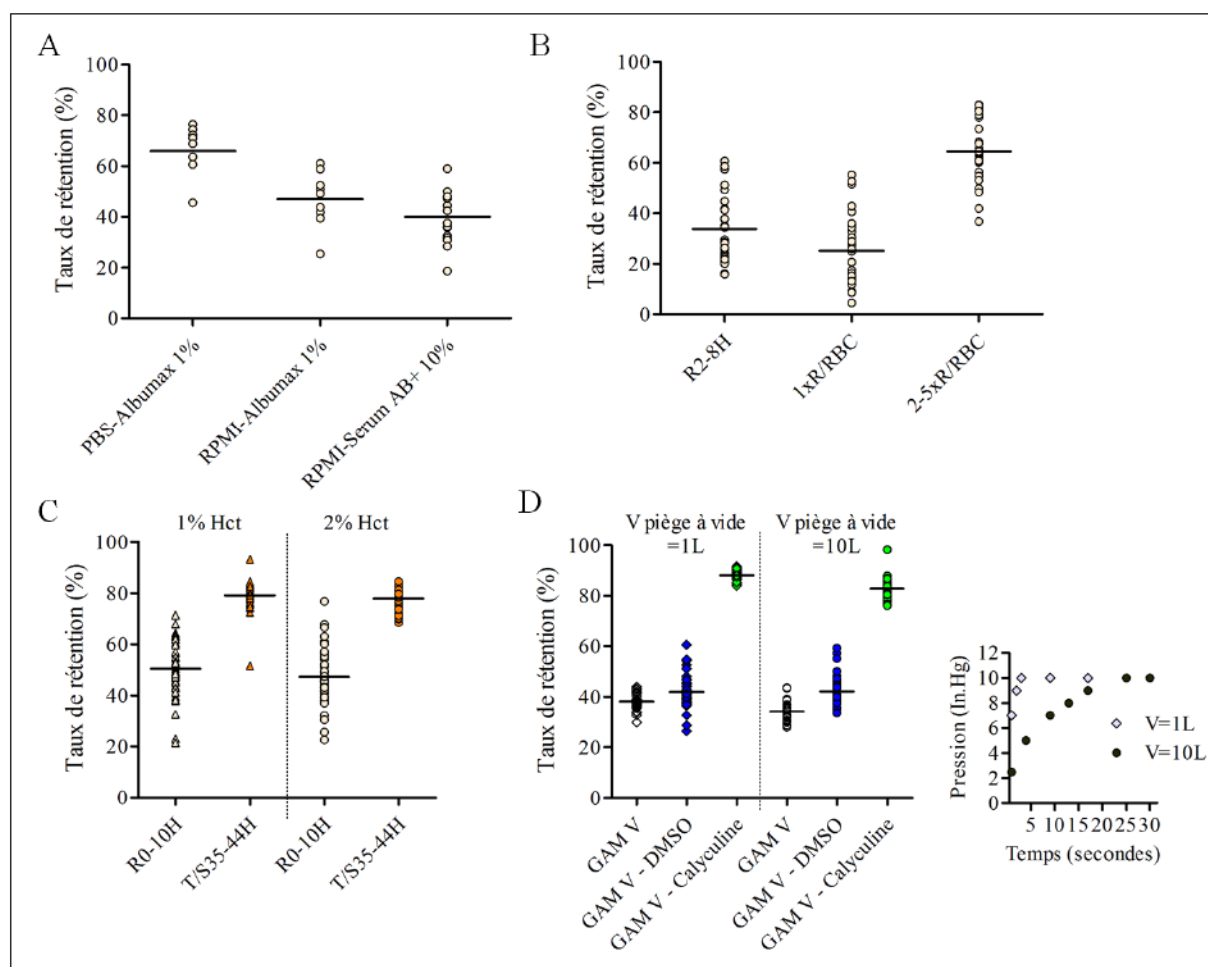 A
Taux de rétention (%)
100
80
60
40
20
0
PBS-Albumax 1%
RPMI-Albumax 1%
RPMI-Serum AB+ 10%
B
Taux de rétention (%)
100
80
60
40
20
0
R2-8H
1xR/RBC
2-5xR/RBC
C
1% Hct
2% Hct
Taux de rétention (%)
100
80
60
40
20
0
R0-10H
T/S35-44H
R0-10H
T/S35-44H
D
V piège à vide
=1L
V piège à vide
=10L
Taux de rétention (%)
100
80
60
40
20
0
GAM V
GAM V - DMSO
GAM V - Calyculine
GAM V
GAM V - DMSO
GAM V - Calyculine
Pression (In.Hg)
12
10
8
6
4
2
0
5 10 15 20 25 30
Temps (secondes)
V=1L
V=10L